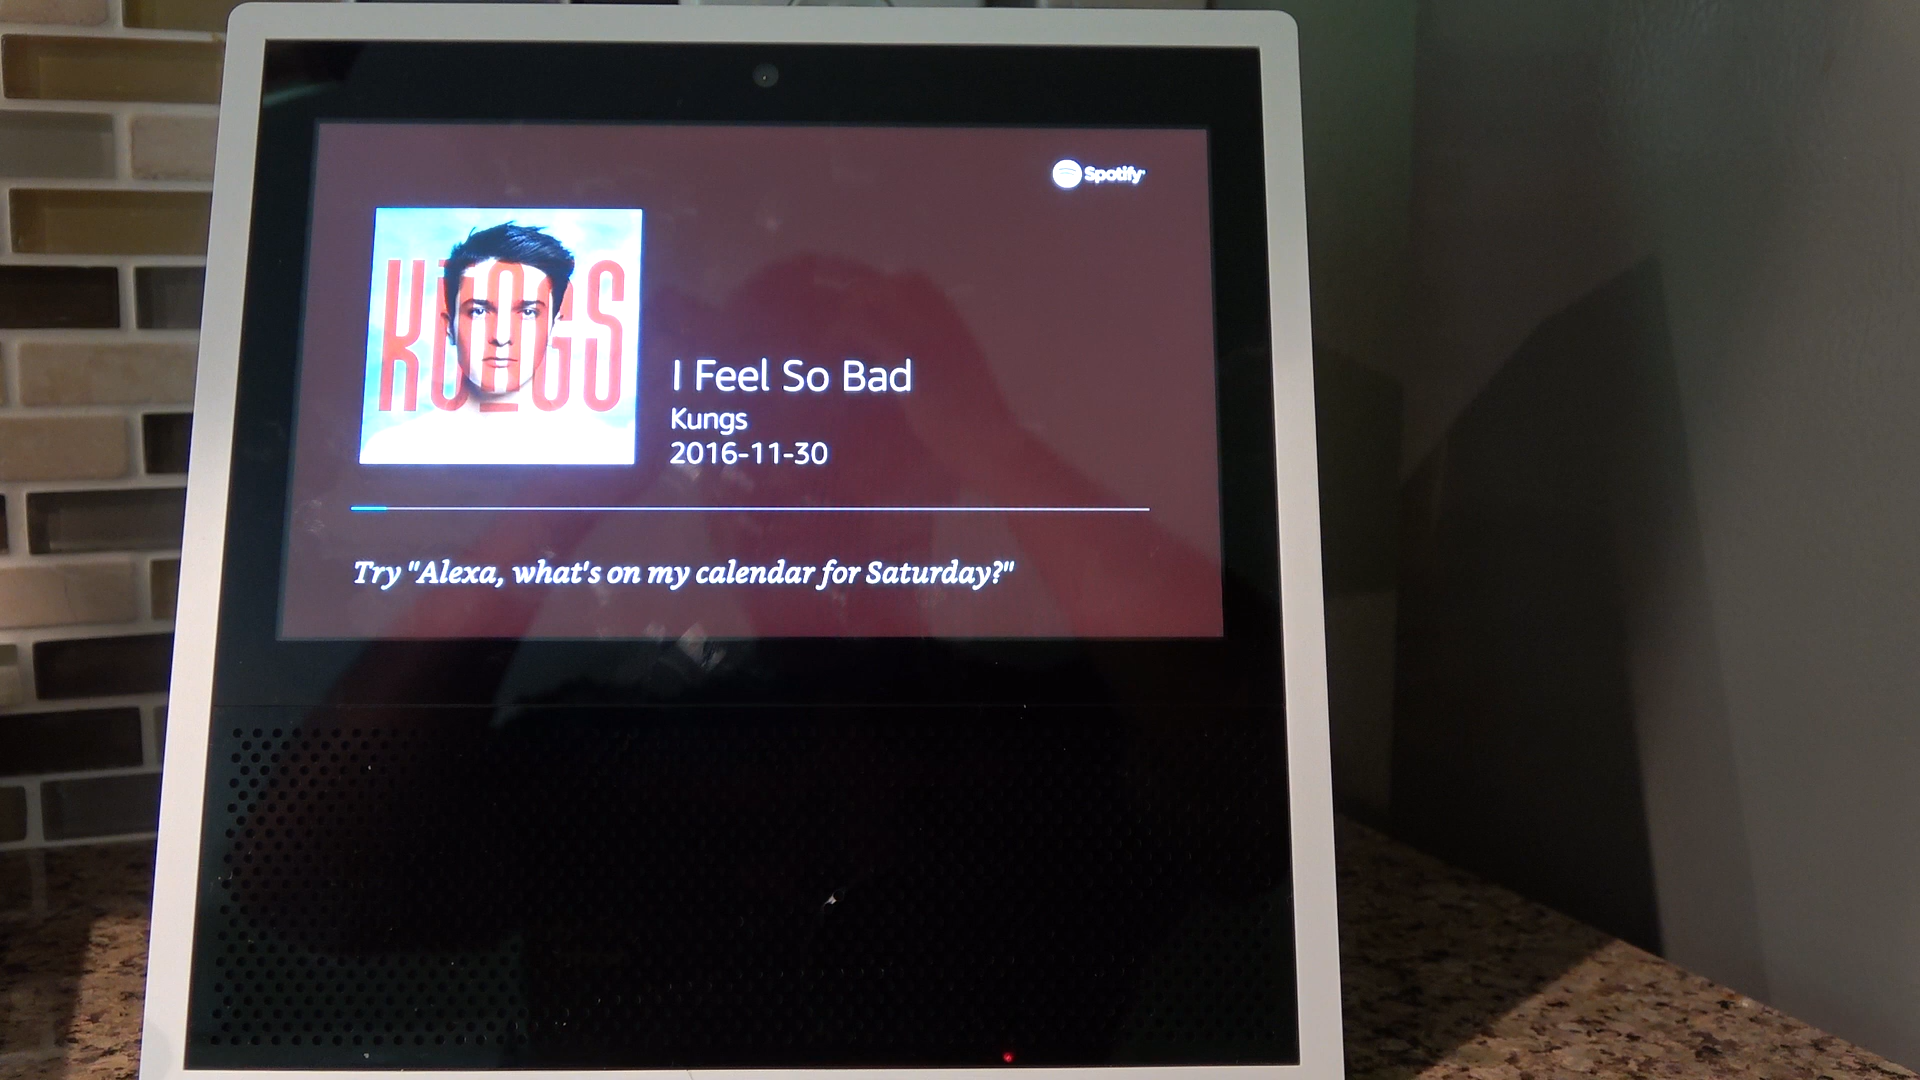 Spotify
KUNGS
I Feel So Bad
Kungs
2016-11-30
Try "Alexa, what's on my calendar for Saturday?"